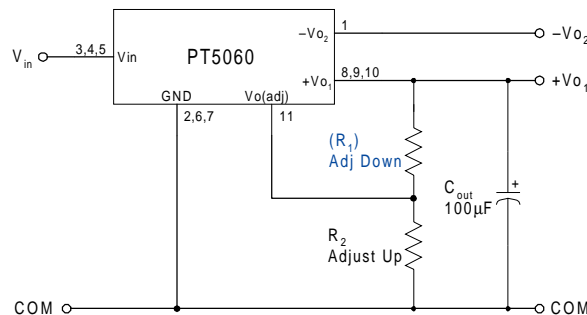 1
−Vo2
−Vo2
Vin
3,4,5
Vin
PT5060
+Vo1
8,9,10
+Vo1
GND
Vo(adj)
2,6,7
11
(R1)
Adj Down
Cout
100µF
+
R2
Adjust Up
COM
COM